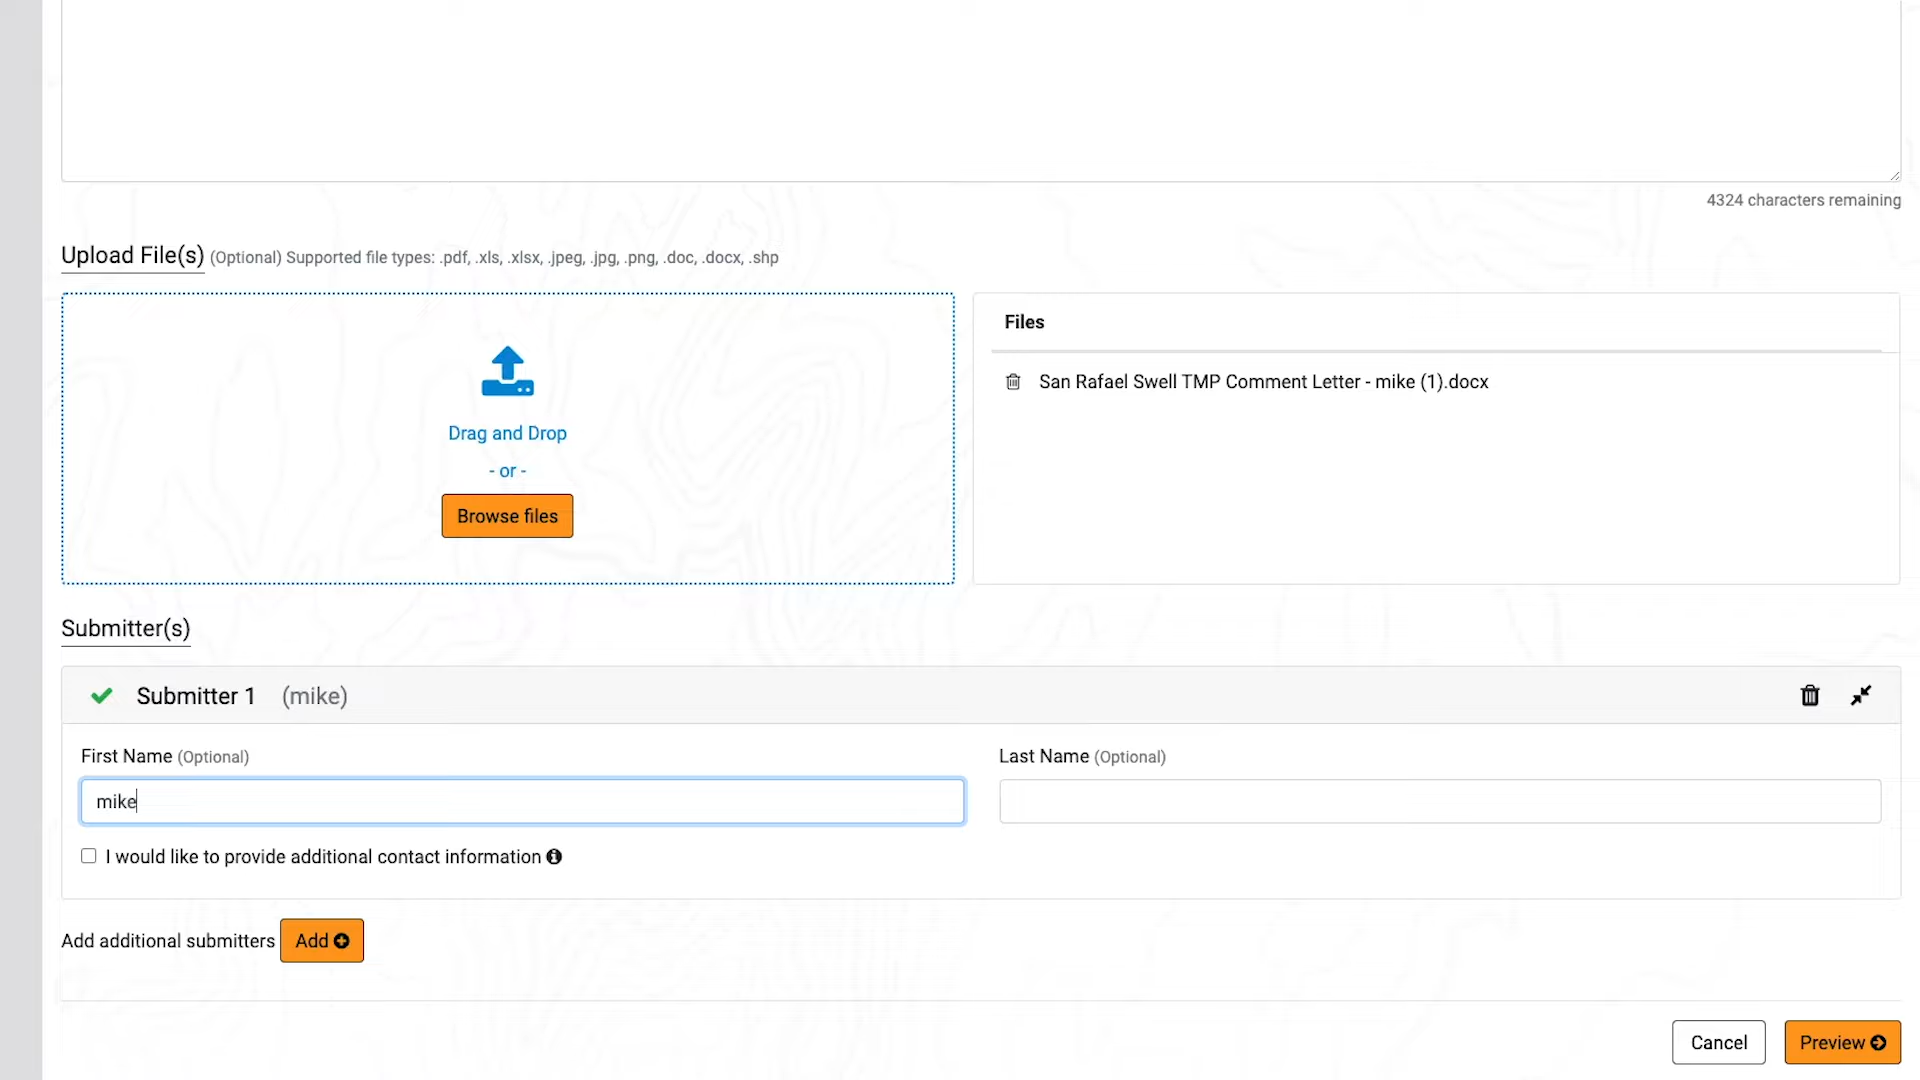 4324 characters remaining
Upload File(s) (Optional) Supported file types: .pdf, .xls, .xlsx, .jpeg, .jpg, .png, .doc, .docx, .shp
Drag and Drop
- or -
Browse files
Files
San Rafael Swell TMP Comment Letter - mike (1).docx
Submitter(s)
Submitter 1 (mike)
First Name (Optional)
mike
Last Name (Optional)
I would like to provide additional contact information
Add additional submitters Add
Cancel
Preview